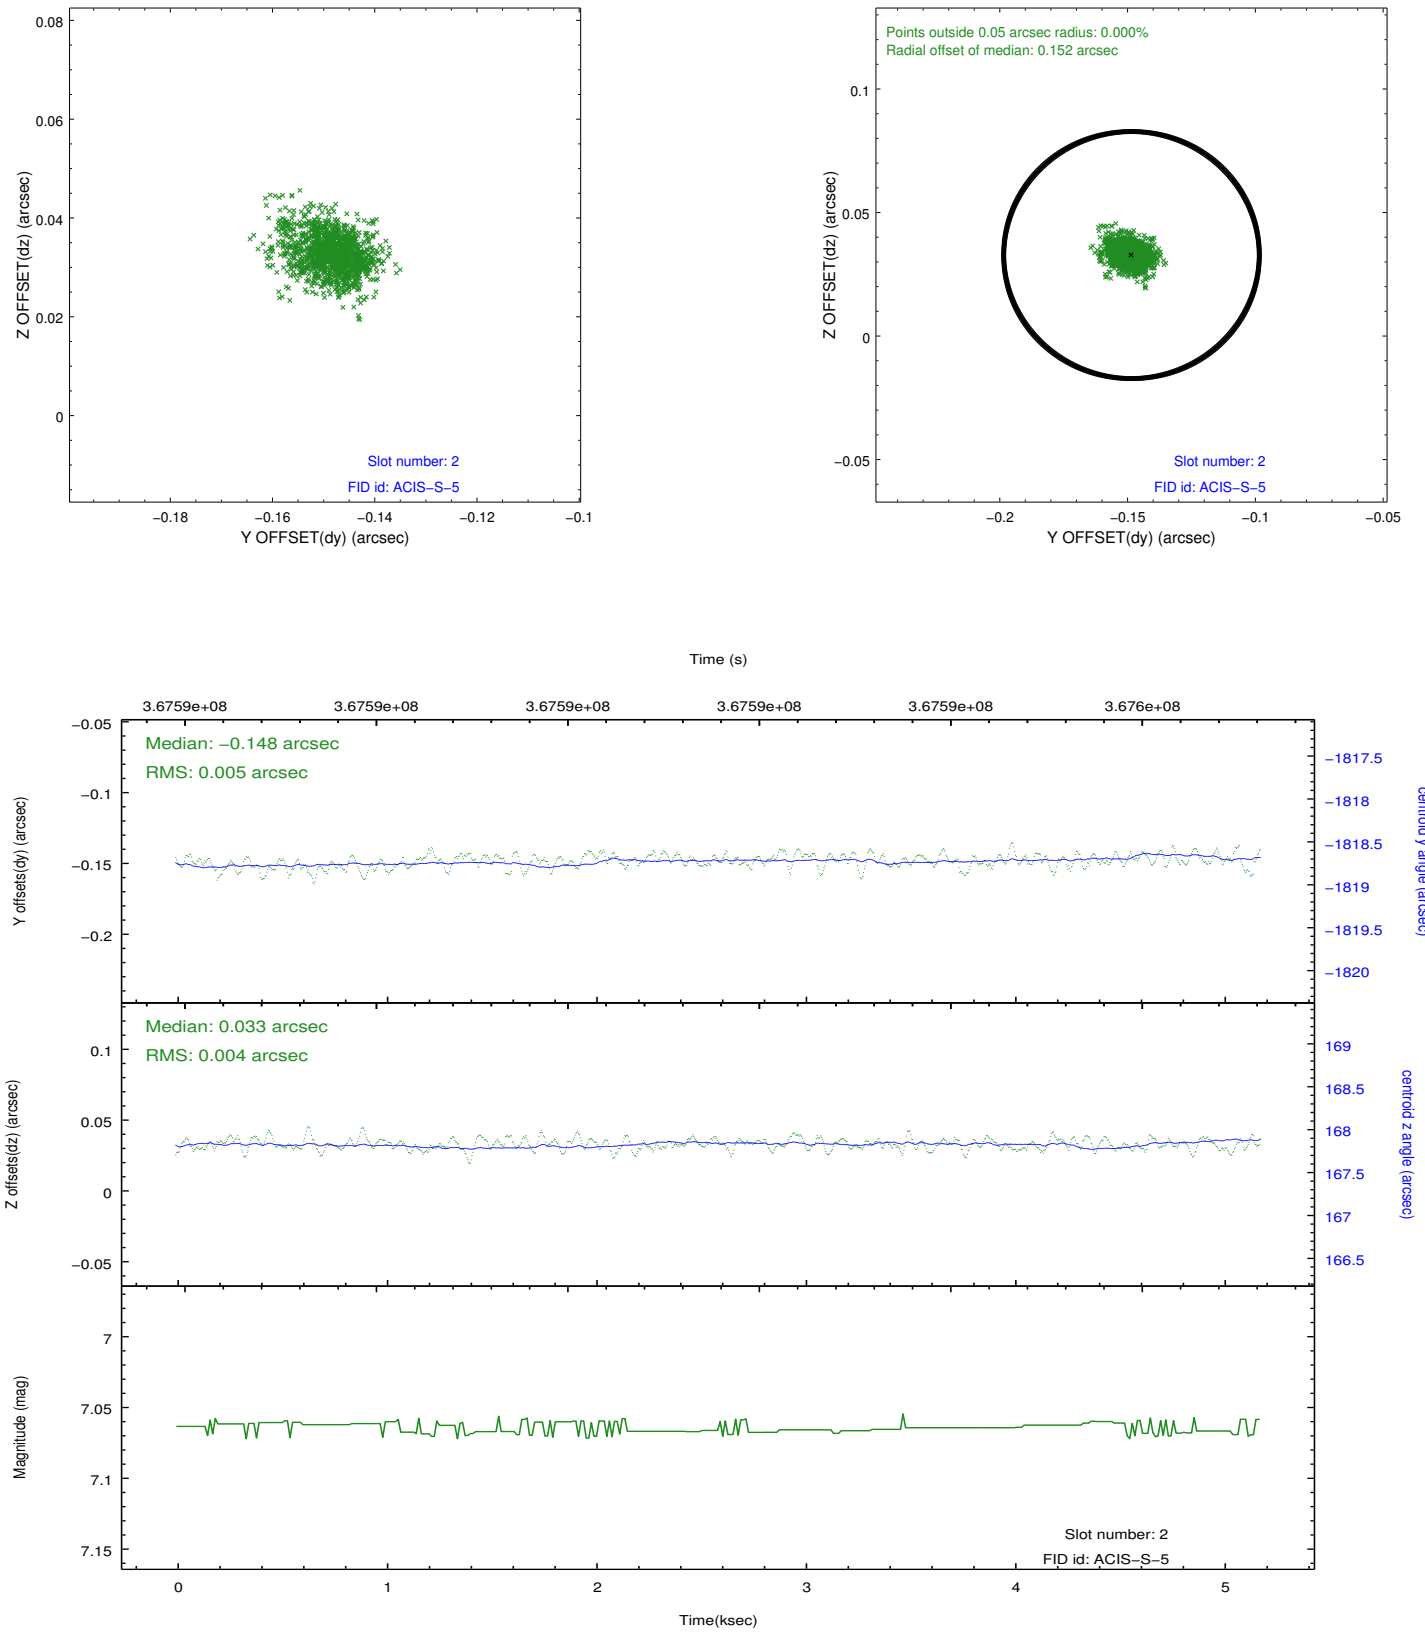 0.08
0.06
0.04
0.02
0
Z OFFSET(dz) (arcsec)
Slot number: 2
FID id: ACIS−S−5
−0.18 −0.16 −0.14 −0.12 −0.1
Y OFFSET(dy) (arcsec)
Points outside 0.05 arcsec radius: 0.000%
Radial offset of median: 0.152 arcsec
0.1
0.05
0
−0.05
Z OFFSET(dz) (arcsec)
Slot number: 2
FID id: ACIS−S−5
−0.2 −0.15 −0.1 −0.05
Y OFFSET(dy) (arcsec)
Time (s)
3.6759e+08 3.6759e+08 3.6759e+08 3.6759e+08 3.6759e+08 3.676e+08
Median: −0.148 arcsec
RMS: 0.005 arcsec
−0.05
−0.1
−0.15
−0.2
Y offsets(dy) (arcsec)
−1817.5
−1818
−1818.5
−1819
−1819.5
−1820
centroid y angle (arcsec)
Median: 0.033 arcsec
RMS: 0.004 arcsec
0.1
0.05
0
−0.05
Z offsets(dz) (arcsec)
169
168.5
168
167.5
167
166.5
centroid z angle (arcsec)
7
7.05
7.1
7.15
Magnitude (mag)
Slot number: 2
FID id: ACIS−S−5
0 1 2 3 4 5
Time(ksec)